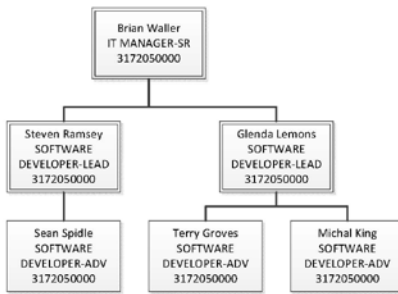 Brian Waller
IT MANAGER-SR
3172050000
Steven Ramsey
SOFTWARE
DEVELOPER-LEAD
3172050000
Glenda Lemons
SOFTWARE
DEVELOPER-LEAD
3172050000
Sean Spidle
SOFTWARE
DEVELOPER-ADV
3172050000
Terry Groves
SOFTWARE
DEVELOPER-ADV
3172050000
Michal King
SOFTWARE
DEVELOPER-ADV
3172050000